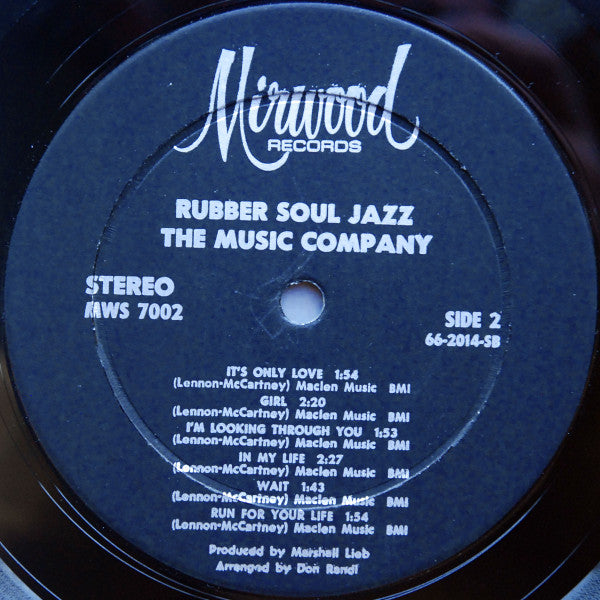 Mirwood
RECORDS
RUBBER SOUL JAZZ
THE MUSIC COMPANY
STEREO
MWS 7002
SIDE 2
66-2014-SB
IT'S ONLY LOVE 1:54
(Lennon-McCartney) Maclen Music BMI
GIRL 2:20
(Lennon-McCartney) Maclen Music BMI
I'M LOOKING THROUGH YOU 1:53
(Lennon-McCartney) Maclen Music BMI
IN MY LIFE 2:27
(Lennon-McCartney) Maclen Music BMI
WAIT 1:43
(Lennon-McCartney) Maclen Music BMI
RUN FOR YOUR LIFE 1:54
(Lennon-McCartney) Maclen Music BMI
Produced by Marshall Lieb
Arranged by Don Randi